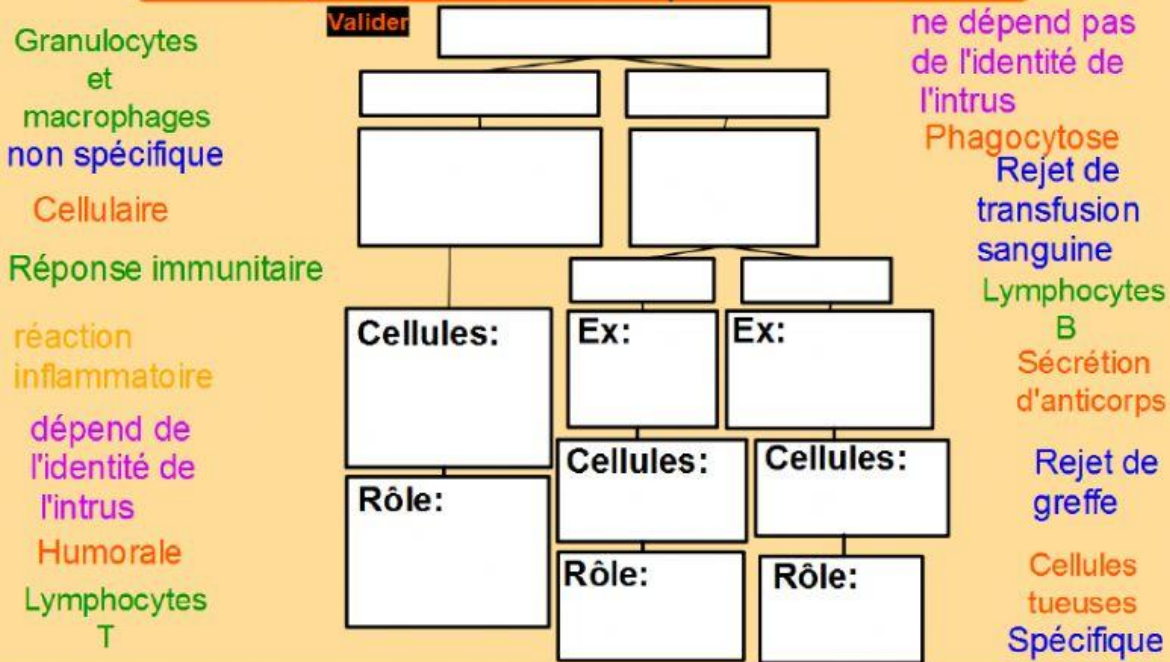 Valider
Granulocytes
et
macrophages
non spécifique
Cellulaire
Réponse immunitaire
réaction
inflammatoire
dépend de
l'identité de
l'intrus
Humorale
Lymphocytes
T
Cellules:
Rôle:
Ex:
Cellules:
Rôle:
Ex:
Cellules:
Rôle:
ne dépend pas
de l'identité de
l'intrus
Phagocytose
Rejet de
transfusion
sanguine
Lymphocytes
B
Sécrétion
d'anticorps
Rejet de
greffe
Cellules
tueuses
Spécifique